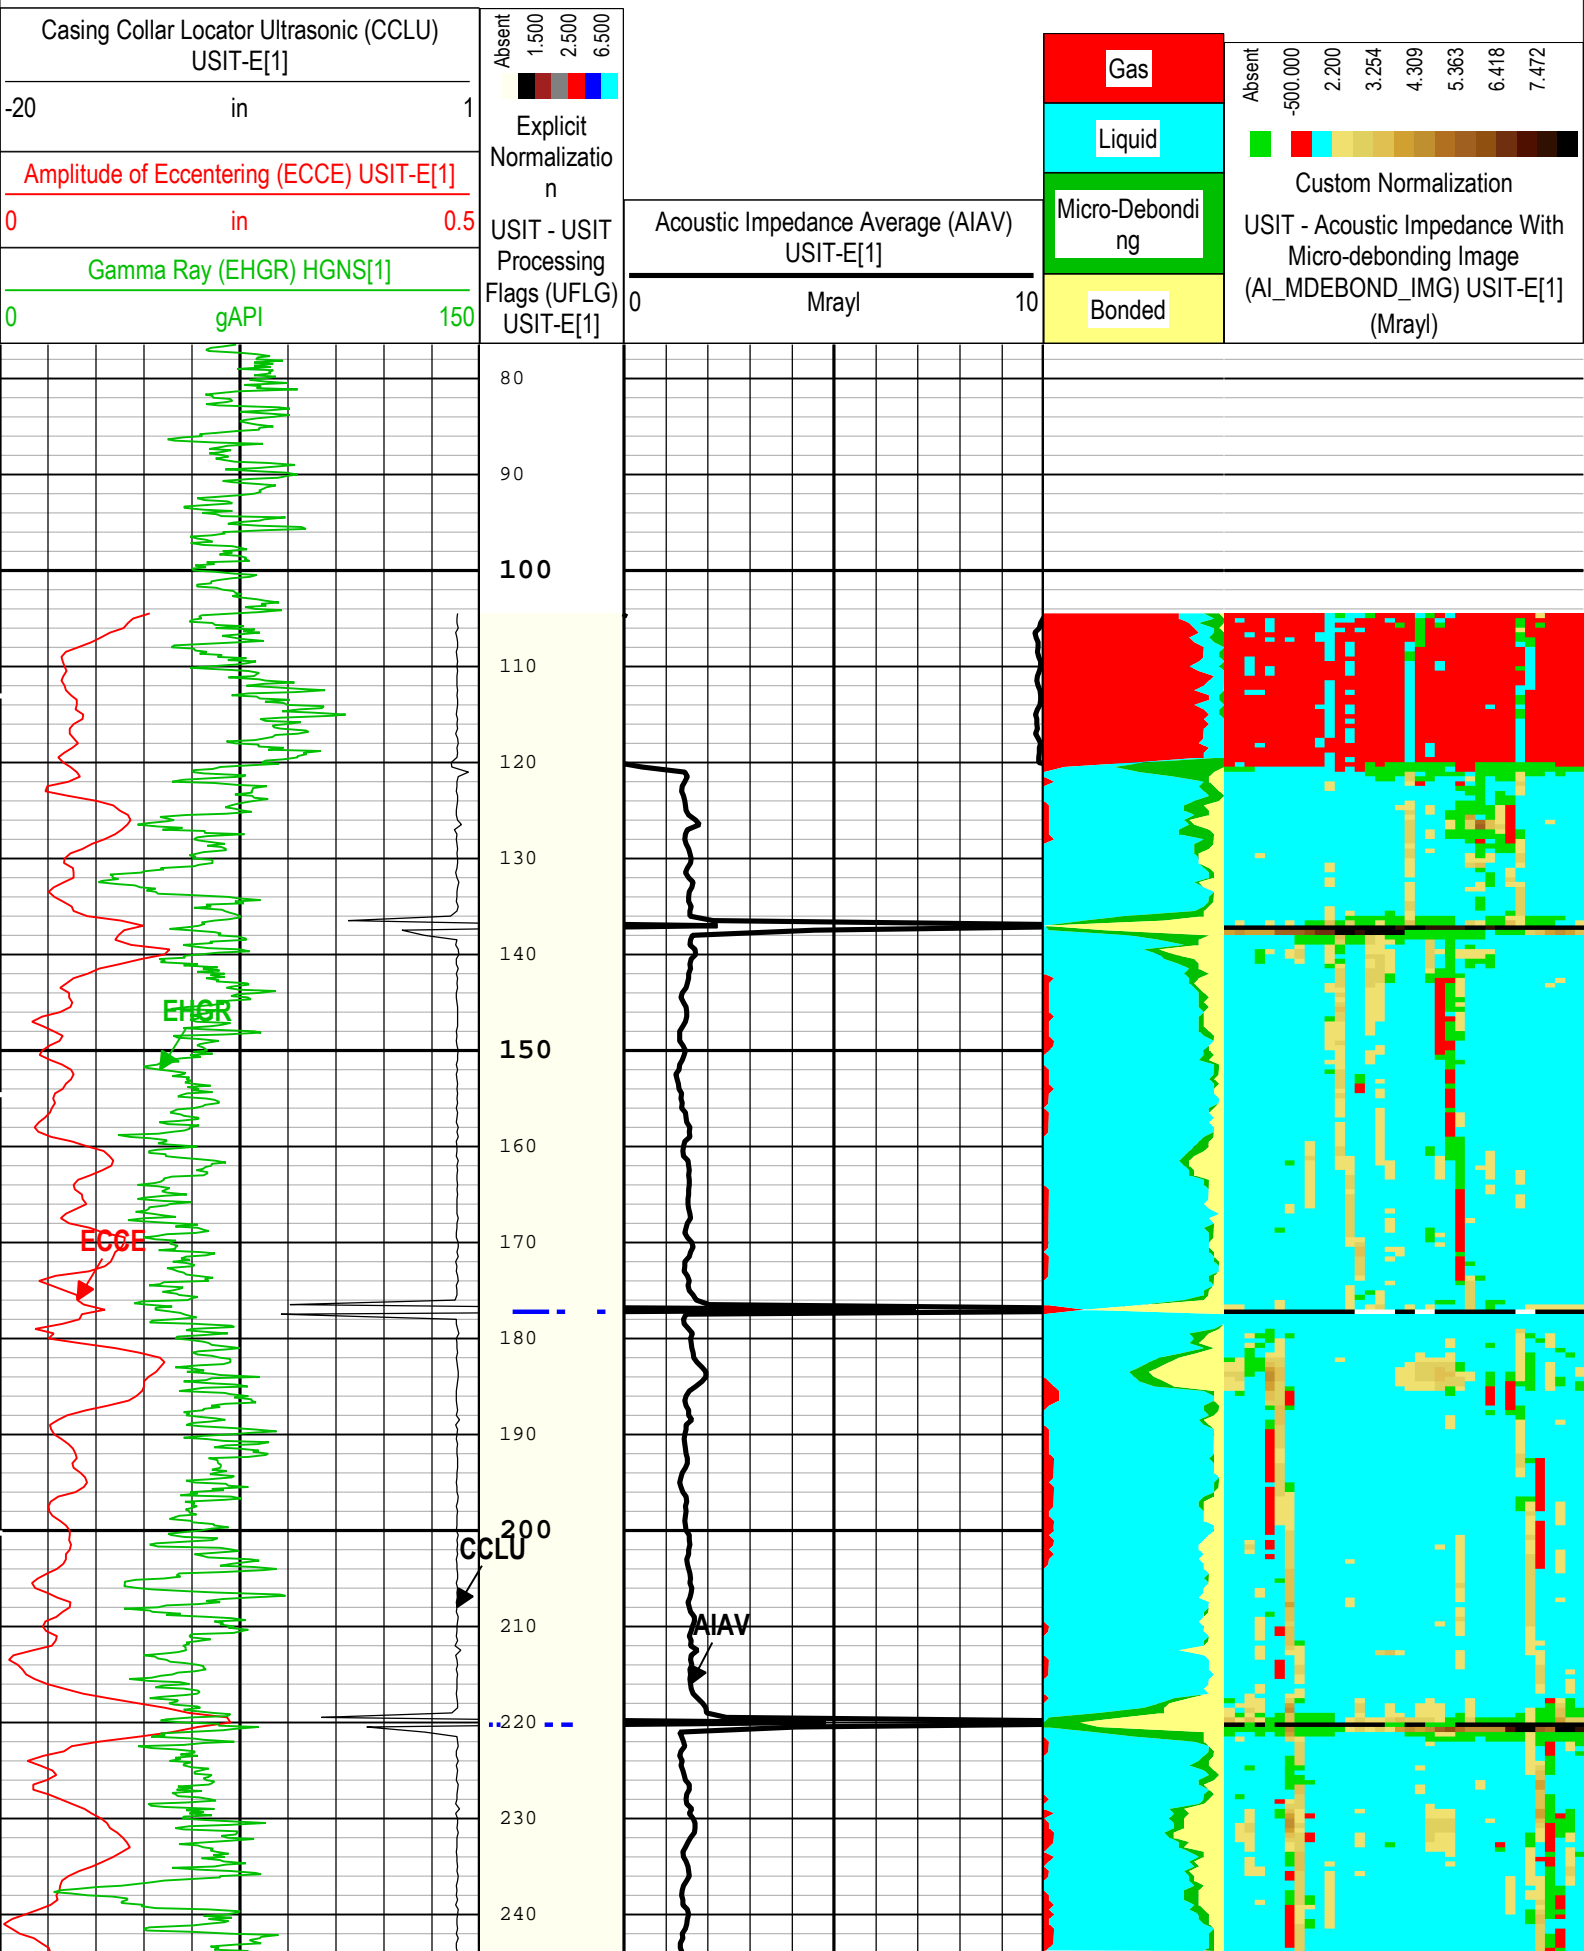 Casing Collar Locator Ultrasonic (CCLU)
USIT-E[1]
-20 in 1
Amplitude of Eccentering (ECCE) USIT-E[1]
0 in 0.5
Gamma Ray (EHGR) HGNS[1]
0 gAPI 150
Absent
1.500
2.500
6.500
Explicit
Normalizatio
n
USIT - USIT
Processing
Flags (UFLG)
USIT-E[1]
Acoustic Impedance Average (AIAV)
USIT-E[1]
0 Mrayl 10
Gas
Liquid
Micro-Debondi
ng
Bonded
Absent
-500.000
2.200
3.254
4.309
5.363
6.418
7.472
Custom Normalization
USIT - Acoustic Impedance With
Micro-debonding Image
(AI_MDEBOND_IMG) USIT-E[1]
(Mrayl)
80
90
100
110
120
130
140
EHGR
150
160
ECCE
170
180
190
200
CCLU
210
AIAV
220
230
240